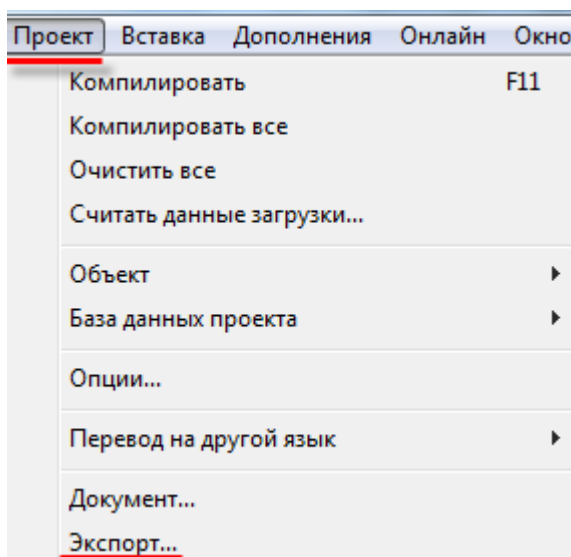 Проект Вставка Дополнения Онлайн Окно
Компилировать F11
Компилировать все
Очистить все
Считать данные загрузки...
Объект
База данных проекта
Опции...
Перевод на другой язык
Документ...
Экспорт...